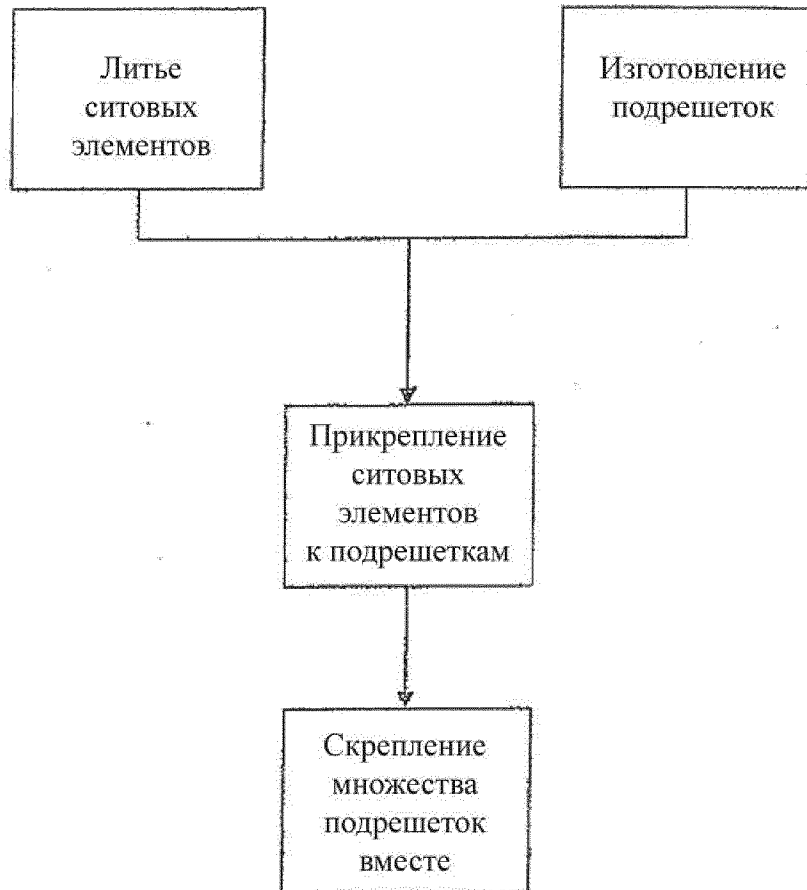 Литье
ситовых
элементов
Изготовление
подрешеток
Прикрепление
ситовых
элементов
к подрешеткам
Скрепление
множества
подрешеток
вместе